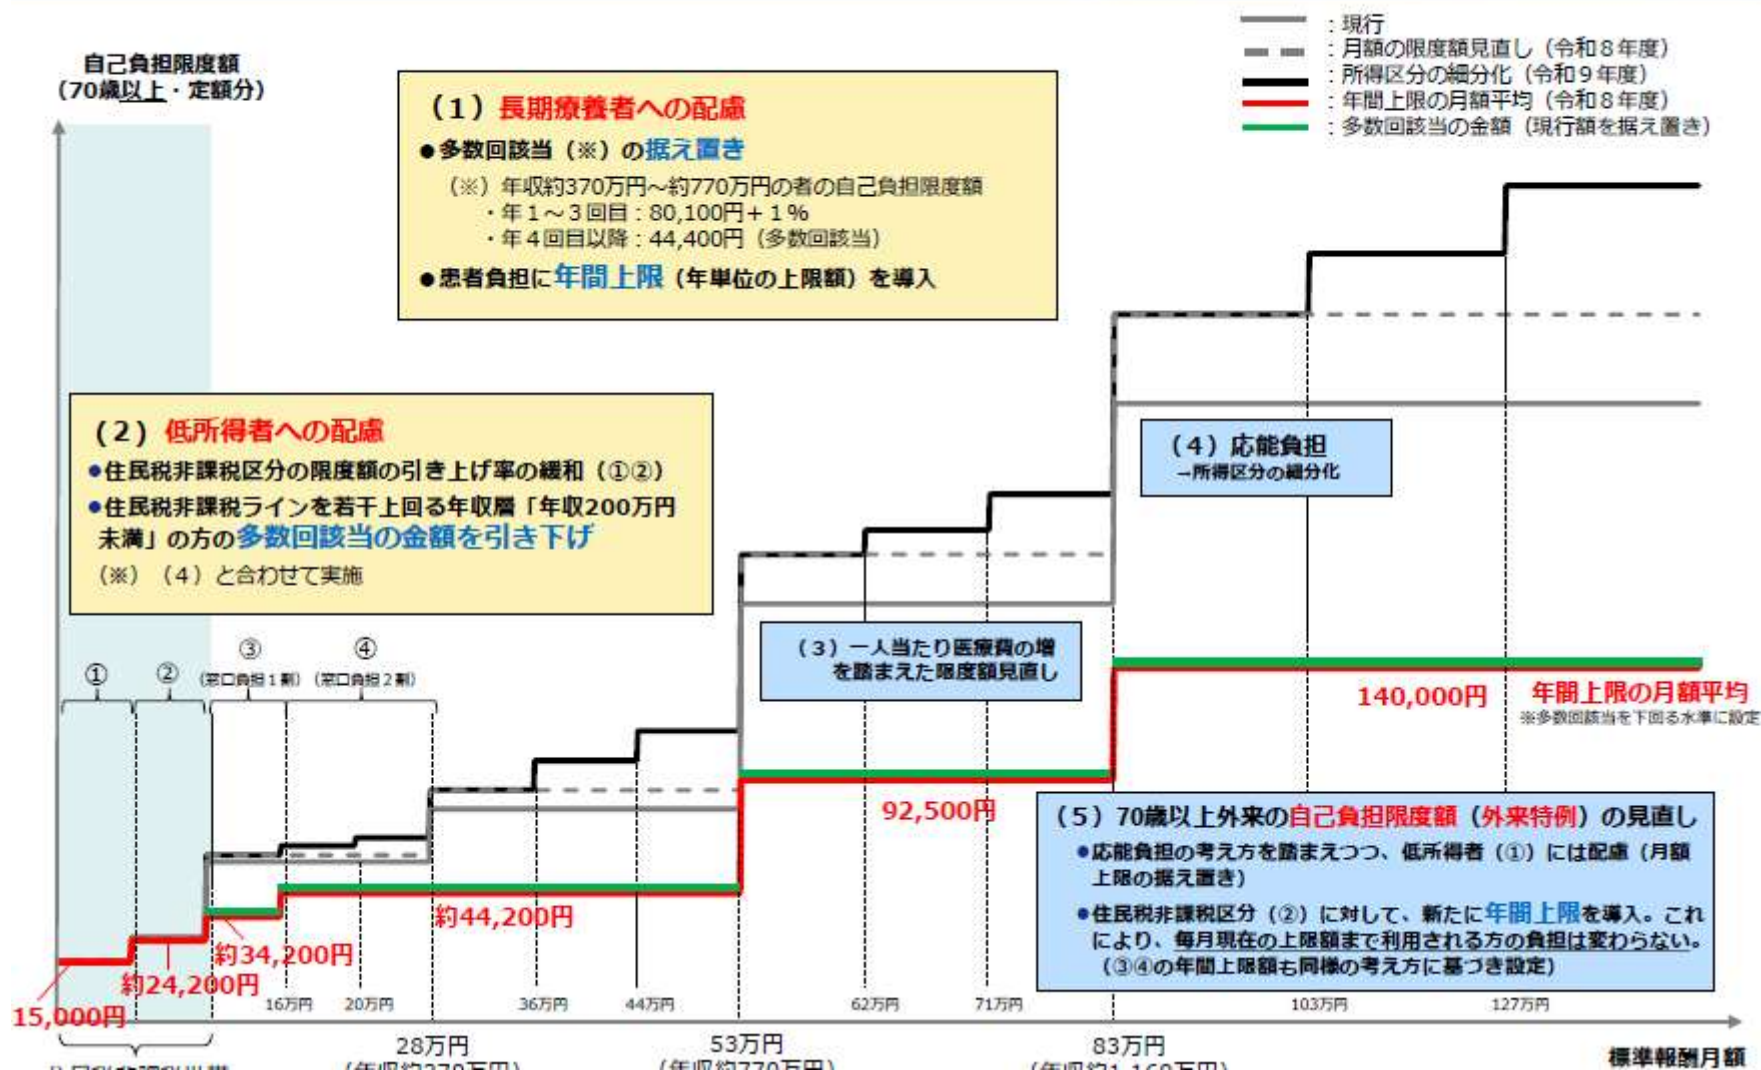 ：現行
：月額の限度額見直し（令和８年度）
：所得区分の細分化（令和９年度）
：年間上限の月額平均（令和８年度）
：多数回該当の金額（現行額を据え置き）
自己負担限度額
（70歳以上・定額分）
（１）長期療養者への配慮
●多数回該当（※）の据え置き
（※）年収約370万円～約770万円の者の自己負担限度額
・年１～３回目：80,100円＋１％
・年４回目以降：44,400円（多数回該当）
●患者負担に年間上限（年単位の上限額）を導入
（２）低所得者への配慮
●住民税非課税区分の限度額の引き上げ率の緩和（①②）
●住民税非課税ラインを若干上回る年収層「年収200万円
未満」の方の多数回該当の金額を引き下げ
（※）（４）と合わせて実施
（４）応能負担
→所得区分の細分化
（３）一人当たり医療費の増
を踏まえた限度額見直し
①
②
③
（窓口負担１割）
④
（窓口負担２割）
140,000円
年間上限の月額平均
※多数回該当を下回る水準に設定
92,500円
約44,200円
約34,200円
約24,200円
15,000円
（５）70歳以上外来の自己負担限度額（外来特例）の見直し
●応能負担の考え方を踏まえつつ、低所得者（①）には配慮（月額
上限の据え置き）
●住民税非課税区分（②）に対して、新たに年間上限を導入。これ
により、毎月現在の上限額まで利用される方の負担は変わらない。
（③④の年間上限額も同様の考え方に基づき設定）
16万円
20万円
36万円
44万円
62万円
71万円
103万円
127万円
28万円
53万円
83万円
（年収約370万円）
（年収約770万円）
（年収約1,160万円）
標準報酬月額